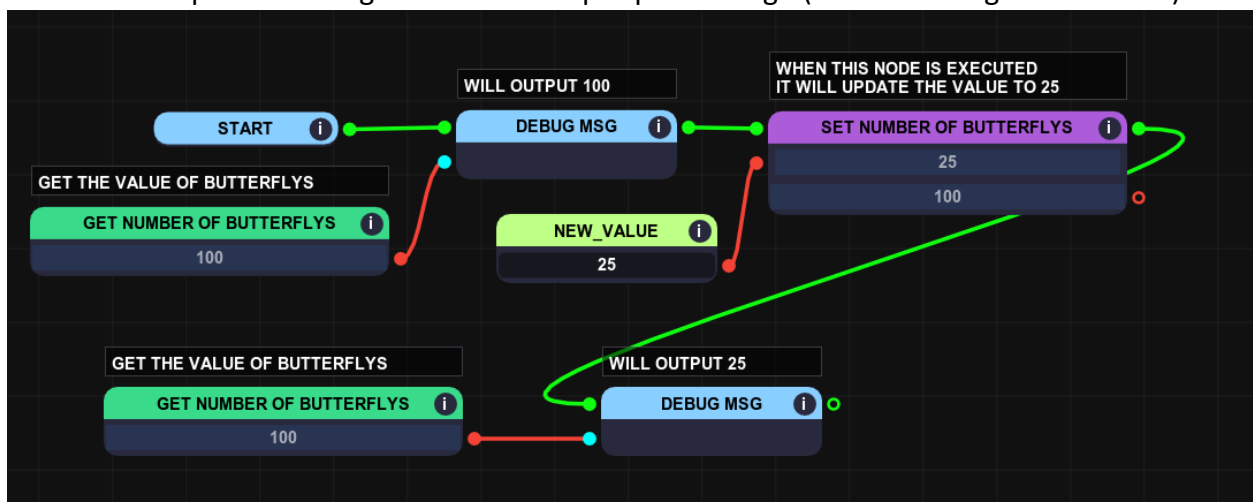 WILL OUTPUT 100
WHEN THIS NODE IS EXECUTED
IT WILL UPDATE THE VALUE TO 25
START i
DEBUG MSG i
SET NUMBER OF BUTTERFLYS i
25
100
GET THE VALUE OF BUTTERFLYS
GET NUMBER OF BUTTERFLYS i
100
NEW_VALUE i
25
GET THE VALUE OF BUTTERFLYS
WILL OUTPUT 25
GET NUMBER OF BUTTERFLYS i
100
DEBUG MSG i